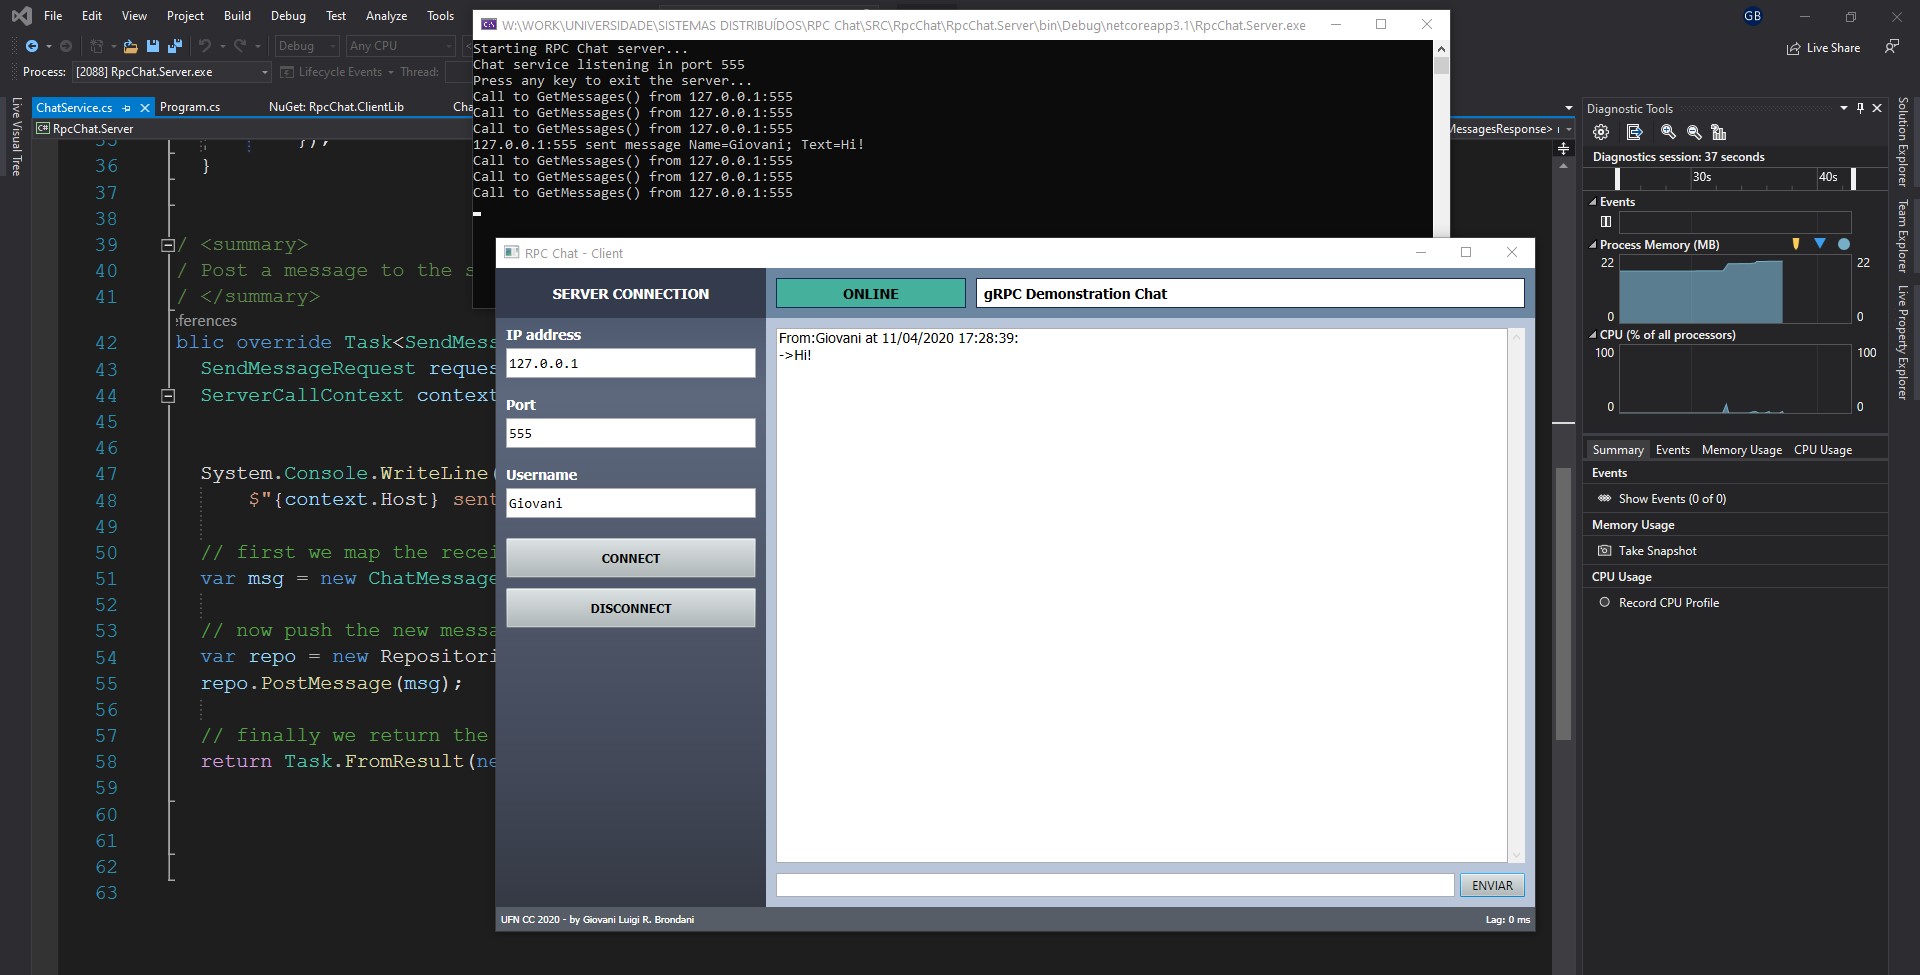 File Edit View Project Build Debug Test Analyze Tools
GB
Debug Any CPU
Live Share
Process: [2088] RpcChat.Server.exe Lifecycle Events Thread:
ChatService.cs Program.cs NuGet: RpcChat.ClientLib
RpcChat.Server
MessagesResponse>
Live Visual Tree
36 }
37
38
39 / <summary>
40 / Post a message to the s
41 / </summary>
eferences
42 blic override Task<SendMess
43 SendMessageRequest reques
44 ServerCallContext context
45
46
47 System.Console.WriteLine(
48 $"{context.Host} sent
49
50 // first we map the recei
51 var msg = new ChatMessage
52
53 // now push the new messa
54 var repo = new Repositori
55 repo.PostMessage(msg);
56
57 // finally we return the
58 return Task.FromResult(ne
59
60
61
62
63
W:\WORK\UNIVERSIDADE\SISTEMAS DISTRIBUÍDOS\RPC Chat\SRC\RpcChat\RpcChat.Server\bin\Debug\netcoreapp3.1\RpcChat.Server.exe
Starting RPC Chat server...
Chat service listening in port 555
Press any key to exit the server...
Call to GetMessages() from 127.0.0.1:555
Call to GetMessages() from 127.0.0.1:555
Call to GetMessages() from 127.0.0.1:555
127.0.0.1:555 sent message Name=Giovani; Text=Hi!
Call to GetMessages() from 127.0.0.1:555
Call to GetMessages() from 127.0.0.1:555
Call to GetMessages() from 127.0.0.1:555
RPC Chat - Client
SERVER CONNECTION
ONLINE
gRPC Demonstration Chat
IP address
127.0.0.1
Port
555
Username
Giovani
CONNECT
DISCONNECT
From:Giovani at 11/04/2020 17:28:39:
->Hi!
ENVIAR
UFN CC 2020 - by Giovani Luigi R. Brondani
Lag: 0 ms
Diagnostic Tools
Diagnostics session: 37 seconds
30s 40s
Events
Process Memory (MB)
22 22
0 0
CPU (% of all processors)
100 100
0 0
Summary Events Memory Usage CPU Usage
Events
Show Events (0 of 0)
Memory Usage
Take Snapshot
CPU Usage
Record CPU Profile
Solution Explorer
Team Explorer
Live Property Explorer